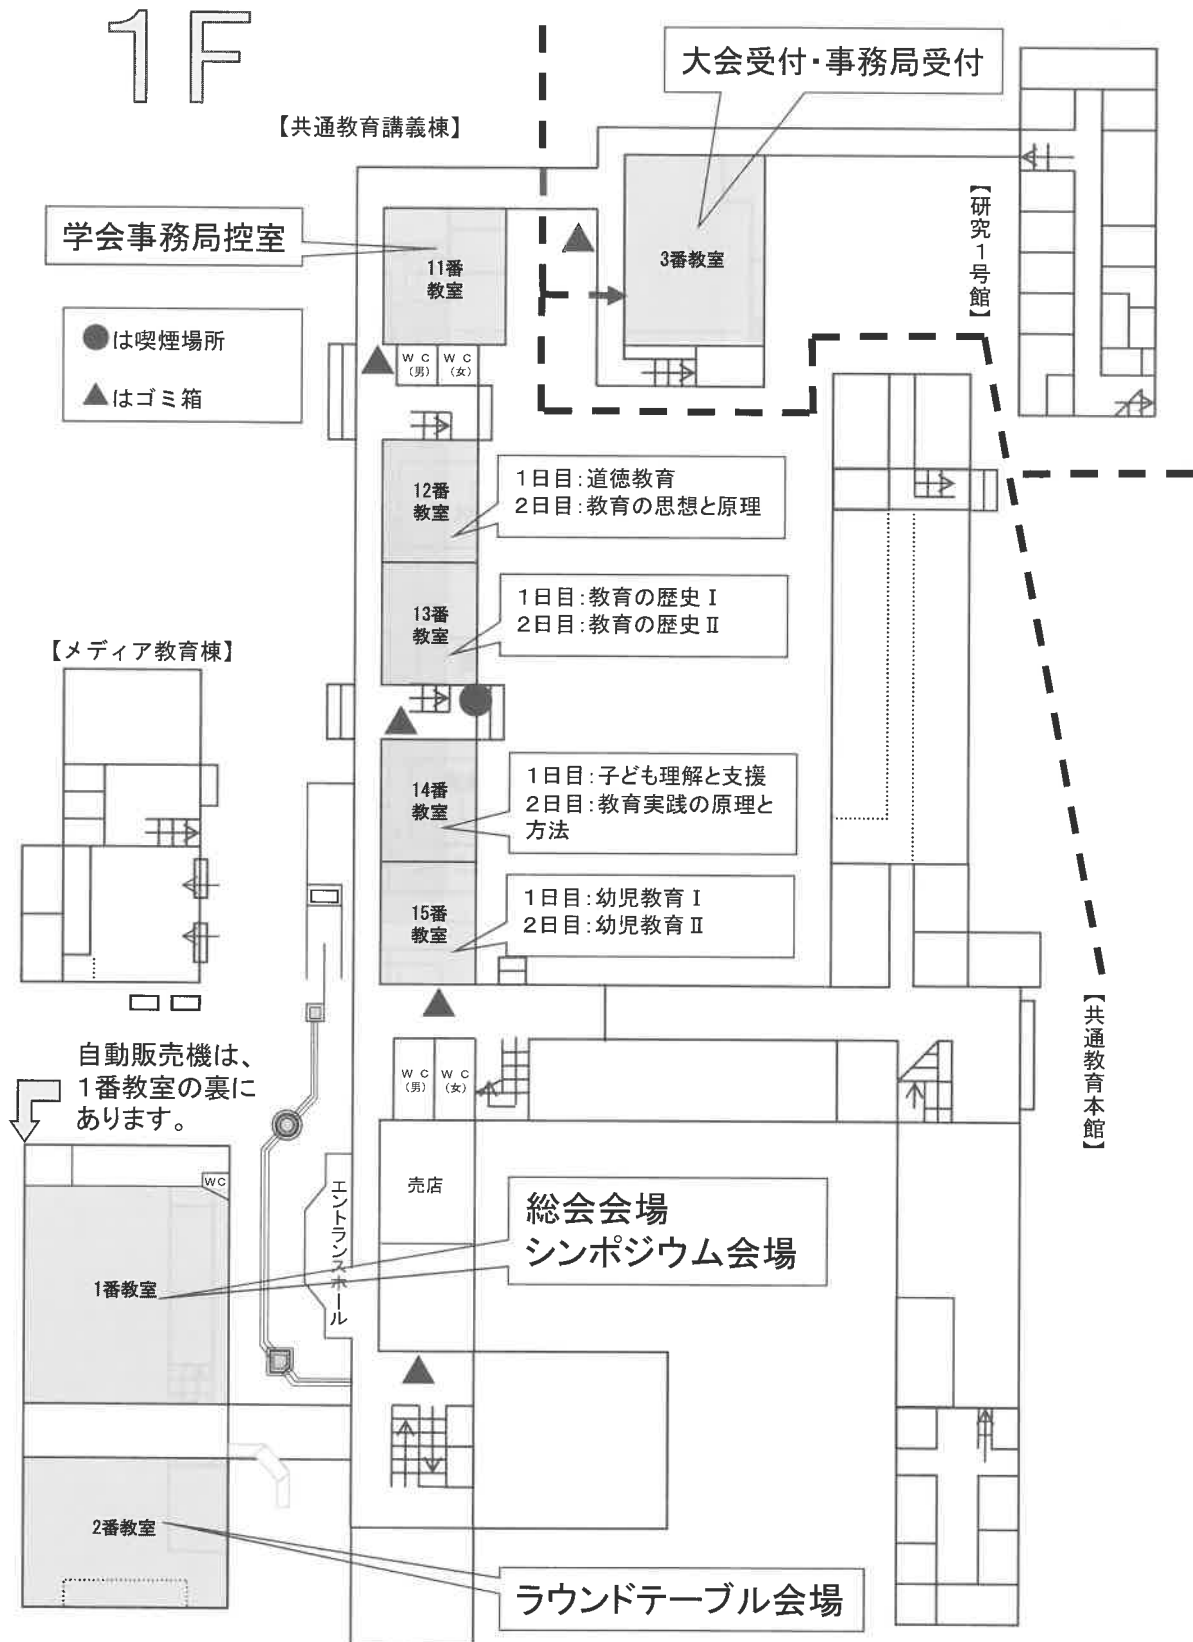 1F
大会受付・事務局受付
【共通教育講義棟】
学会事務局控室
11番
教室
3番教室
【研究1号館】
●は喫煙場所
▲はゴミ箱
WC
(男)
WC
(女)
12番
教室
1日目:道徳教育
2日目:教育の思想と原理
13番
教室
1日目:教育の歴史Ⅰ
2日目:教育の歴史Ⅱ
【メディア教育棟】
14番
教室
1日目:子ども理解と支援
2日目:教育実践の原理と
方法
15番
教室
1日目:幼児教育Ⅰ
2日目:幼児教育Ⅱ
【共通教育本館】
自動販売機は、
1番教室の裏に
あります。
WC
(男)
WC
(女)
WC
売店
エントランスホール
総会会場
シンポジウム会場
1番教室
2番教室
ラウンドテーブル会場